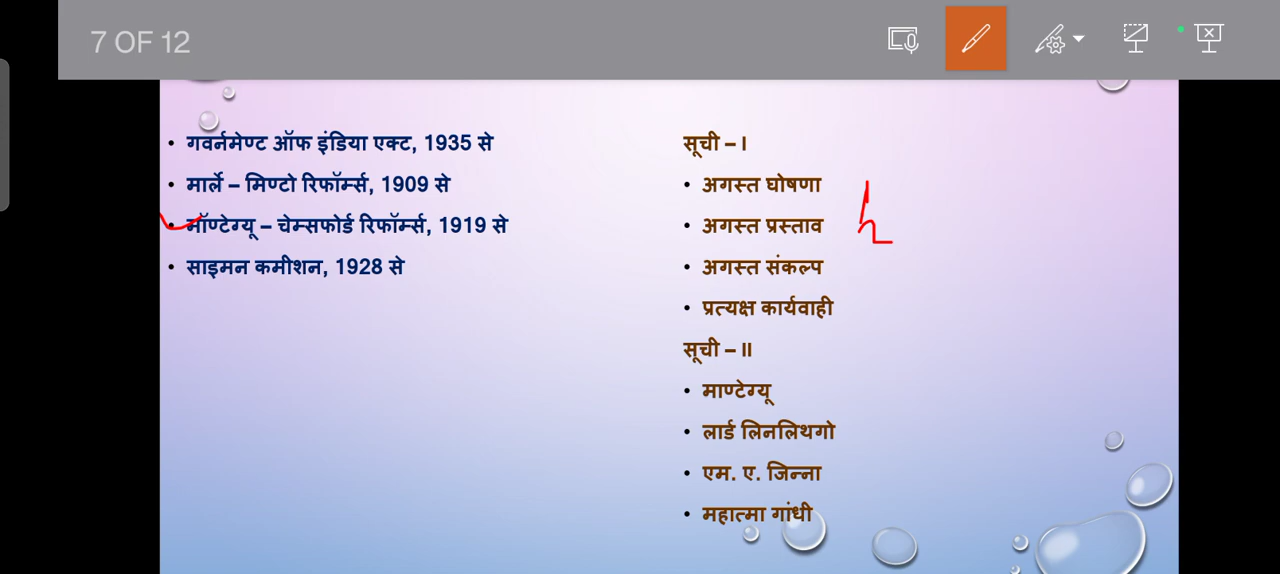 7 OF 12
गवर्नमेण्ट ऑफ इंडिया एक्ट, 1935 से
मार्ले – मिण्टो रिफॉर्म्स, 1909 से
मॉण्टेग्यू – चेम्सफोर्ड रिफॉर्म्स, 1919 से
साइमन कमीशन, 1928 से
सूची – I
अगस्त घोषणा
अगस्त प्रस्ताव
अगस्त संकल्प
प्रत्यक्ष कार्यवाही
सूची – II
माण्टेग्यू
लार्ड लिनलिथगो
एम. ए. जिन्ना
महात्मा गांधी